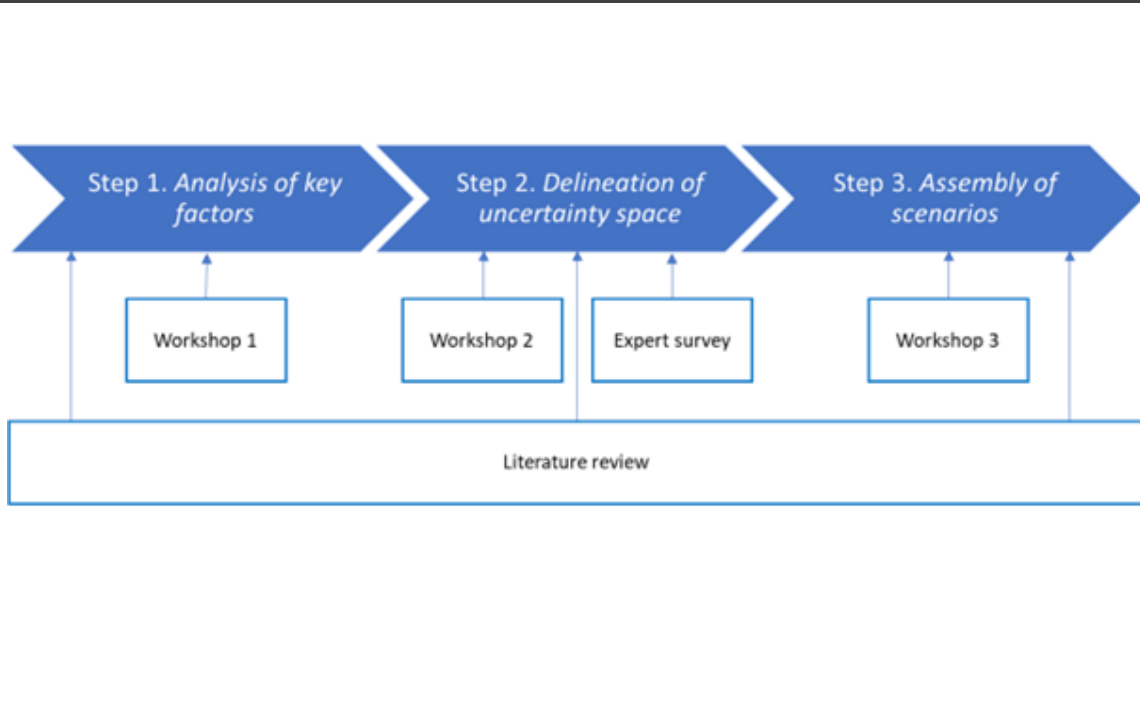 Step 1. Analysis of key
factors
Step 2. Delineation of
uncertainty space
Step 3. Assembly of
scenarios
Workshop 1
Workshop 2
Expert survey
Workshop 3
Literature review